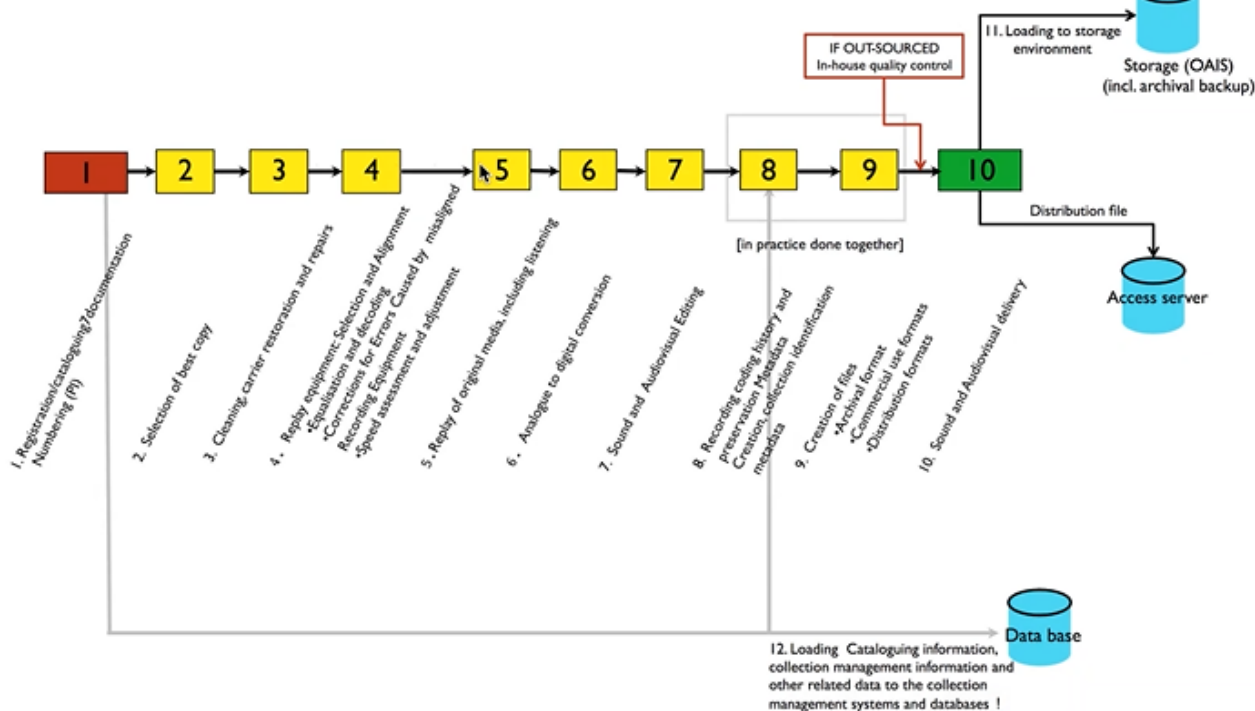 11. Loading to storage
environment
Storage (OAIS)
(incl. archival backup)
IF OUT-SOURCED
In-house quality control
1
2
3
4
5
6
7
8
9
10
Distribution file
[in practice done together]
Access server
1. Registration/cataloguing7documentation
Numbering (PI)
2. Selection of best copy
3. Cleaning, carrier restoration and repairs
4. Replay equipment: Selection and Alignment
•Equalisation and decoding
•Corrections for Errors Caused by misaligned
Recording Equipment
•Speed assessment and adjustment
5. Replay of original media, including listening
6. Analogue to digital conversion
7. Sound and Audiovisual Editing
8. Recording coding history and
preservation Metadata
Creation, collection identification
metadata
9. Creation of files
•Archival format
•Commercial use formats
•Distribution formats
10. Sound and Audiovisual delivery
Data base
12. Loading Cataloguing information,
collection management information and
other related data to the collection
management systems and databases !